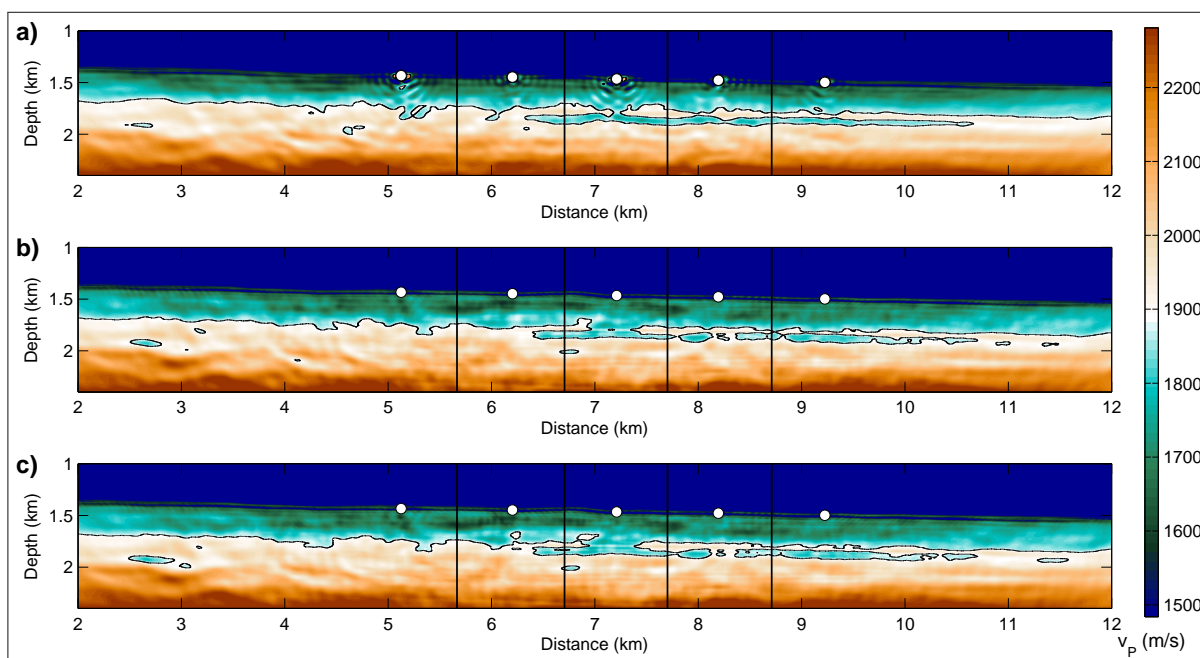 a)
Depth (km)
1
1.5
2
2 3 4 5 6 7 8 9 10 11 12
Distance (km)
b)
Depth (km)
1
1.5
2
2 3 4 5 6 7 8 9 10 11 12
Distance (km)
c)
Depth (km)
1
1.5
2
2 3 4 5 6 7 8 9 10 11 12
Distance (km)
2200
2100
2000
1900
1800
1700
1600
1500
v_P (m/s)